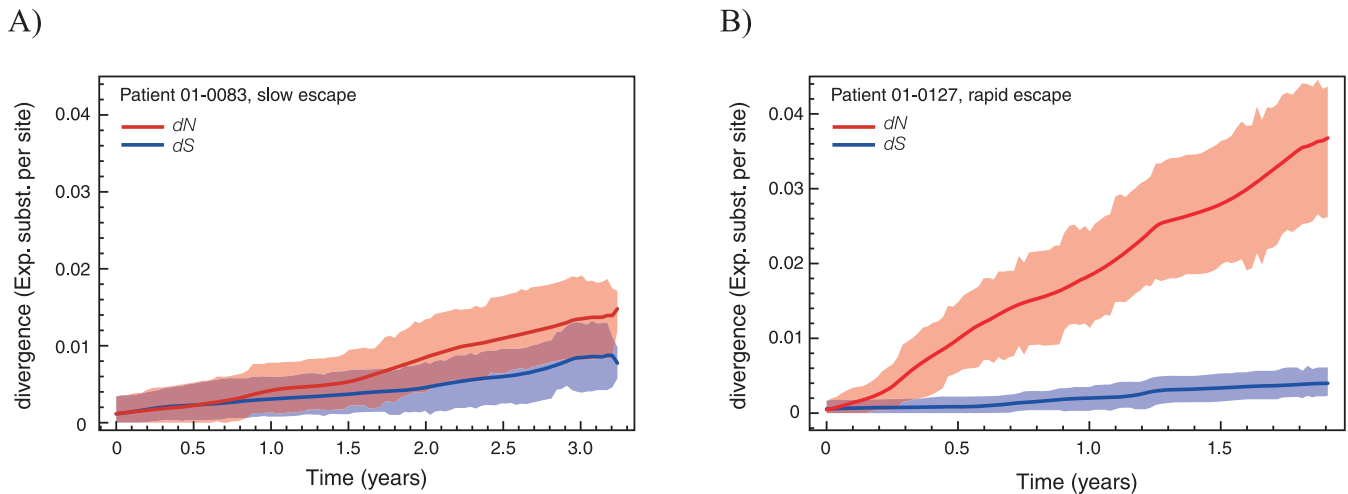 A)
B)
Patient 01-0083, slow escape
dN
dS
divergence (Exp. subst. per site)
0.04
0.03
0.02
0.01
0
0 0.5 1.0 1.5 2.0 2.5 3.0
Time (years)
Patient 01-0127, rapid escape
dN
dS
divergence (Exp. subst. per site)
0.04
0.03
0.02
0.01
0
0 0.5 1.0 1.5
Time (years)